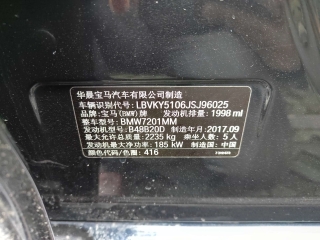 华晨宝马汽车有限公司制造
车辆识别代号: LBVKY5106JSJ96025
品牌: 宝马(BMW)牌 发动机排量: 1998 ml
整车型号: BMW7201MM
发动机型号: B48B20D 制造年月: 2017.09
最大允许总质量: 2235 kg 乘坐人数: 5人
发动机最大净功率: 185 kW 制造国: 中国
颜色代码/色圈: 416